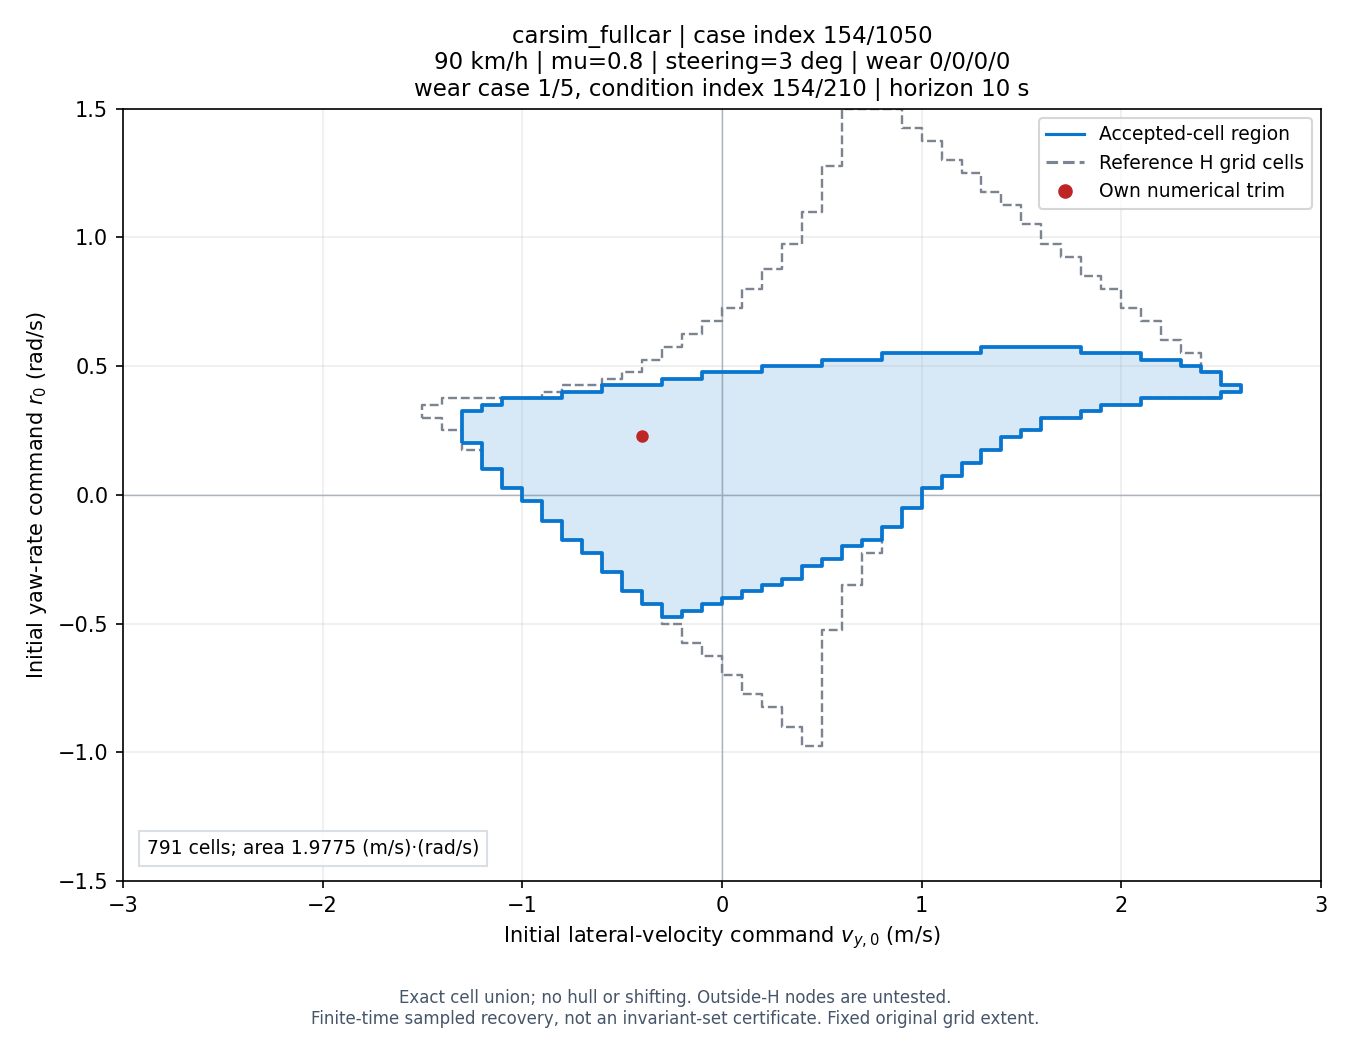 carsim_fullcar | case index 154/1050
90 km/h | mu=0.8 | steering=3 deg | wear 0/0/0/0
wear case 1/5, condition index 154/210 | horizon 10 s
Accepted-cell region
Reference H grid cells
Own numerical trim
1.5
1.0
0.5
0.0
−0.5
−1.0
−1.5
Initial yaw-rate command r₀ (rad/s)
791 cells; area 1.9775 (m/s)·(rad/s)
−3
−2
−1
0
1
2
3
Initial lateral-velocity command v_{y,0} (m/s)
Exact cell union; no hull or shifting. Outside-H nodes are untested.
Finite-time sampled recovery, not an invariant-set certificate. Fixed original grid extent.